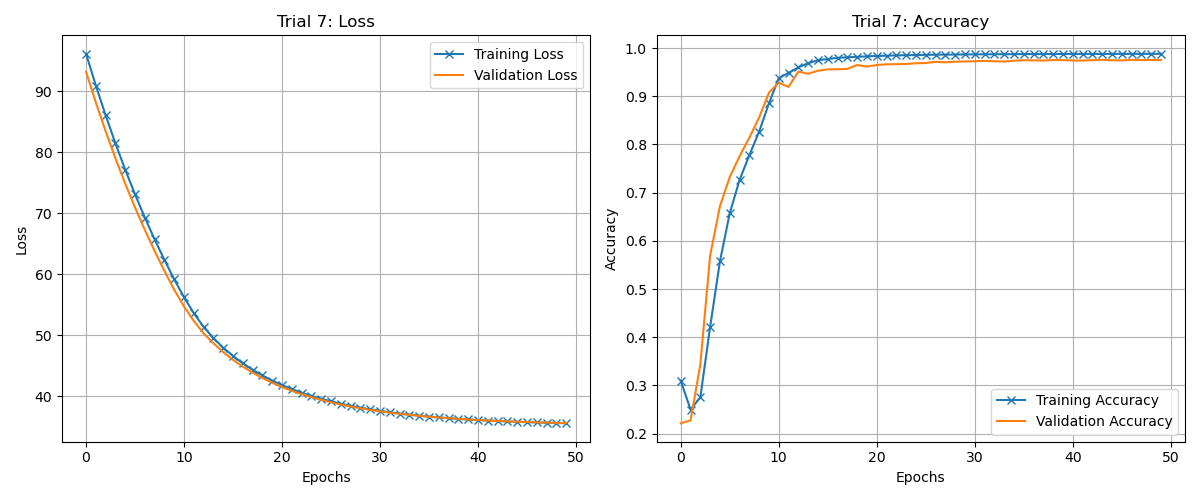 Trial 7: Loss
Training Loss
Validation Loss
90
80
70
60
50
40
0 10 20 30 40 50
Loss
Epochs
Trial 7: Accuracy
1.0
0.9
0.8
0.7
0.6
0.5
0.4
0.3
0.2
Training Accuracy
Validation Accuracy
0 10 20 30 40 50
Accuracy
Epochs